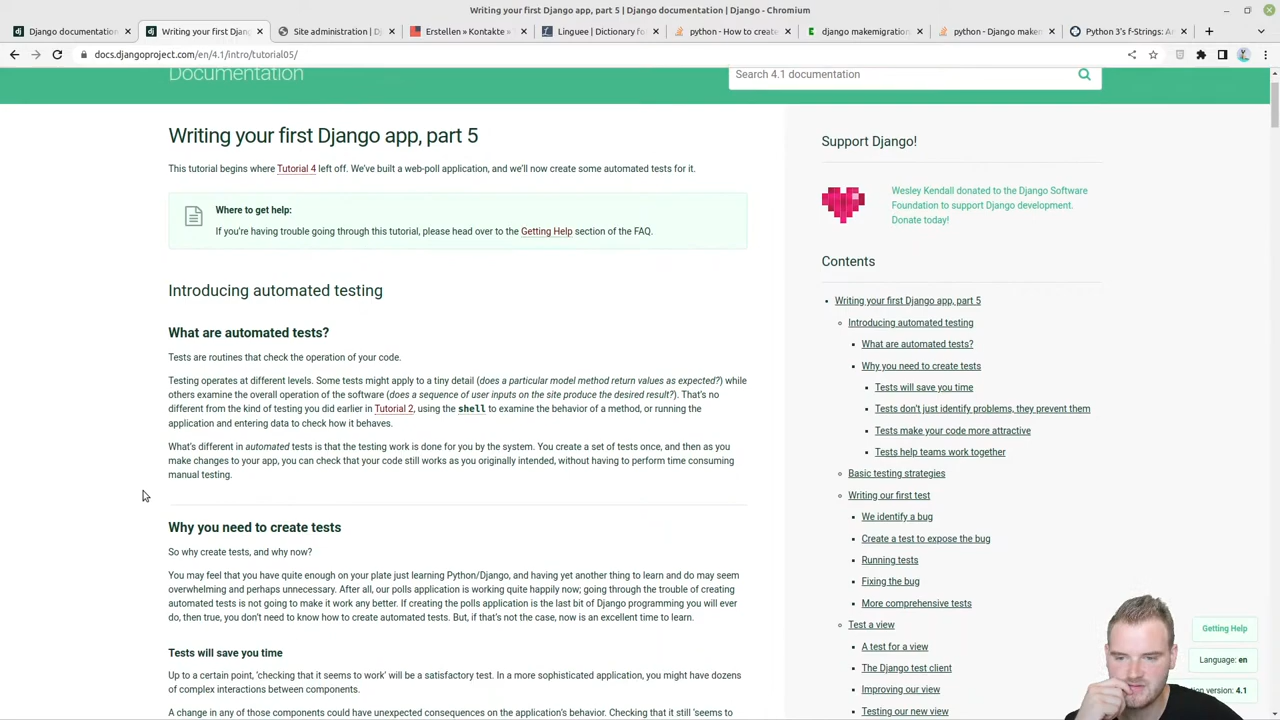 Writing your first Django app, part 5 | Django documentation | Django - Chromium
Django documentation
Writing your first Djang
Site administration | Dj
Erstellen » Kontakte »
Linguee | Dictionary fo
python - How to create
django makemigration
python - Django maker
Python 3's f-Strings: A
docs.djangoproject.com/en/4.1/intro/tutorial05/
Documentation
Search 4.1 documentation
Writing your first Django app, part 5
This tutorial begins where Tutorial 4 left off. We've built a web-poll application, and we'll now create some automated tests for it.
Where to get help:
If you're having trouble going through this tutorial, please head over to the Getting Help section of the FAQ.
Introducing automated testing
What are automated tests?
Tests are routines that check the operation of your code.
Testing operates at different levels. Some tests might apply to a tiny detail (does a particular model method return values as expected?) while
others examine the overall operation of the software (does a sequence of user inputs on the site produce the desired result?). That's no
different from the kind of testing you did earlier in Tutorial 2, using the shell to examine the behavior of a method, or running the
application and entering data to check how it behaves.
What's different in automated tests is that the testing work is done for you by the system. You create a set of tests once, and then as you
make changes to your app, you can check that your code still works as you originally intended, without having to perform time consuming
manual testing.
Why you need to create tests
So why create tests, and why now?
You may feel that you have quite enough on your plate just learning Python/Django, and having yet another thing to learn and do may seem
overwhelming and perhaps unnecessary. After all, our polls application is working quite happily now; going through the trouble of creating
automated tests is not going to make it work any better. If creating the polls application is the last bit of Django programming you will ever
do, then true, you don't need to know how to create automated tests. But, if that's not the case, now is an excellent time to learn.
Tests will save you time
Up to a certain point, 'checking that it seems to work' will be a satisfactory test. In a more sophisticated application, you might have dozens
of complex interactions between components.
A change in any of those components could have unexpected consequences on the application's behavior. Checking that it still 'seems to
Support Django!
Wesley Kendall donated to the Django Software
Foundation to support Django development.
Donate today!
Contents
Writing your first Django app, part 5
Introducing automated testing
What are automated tests?
Why you need to create tests
Tests will save you time
Tests don't just identify problems, they prevent them
Tests make your code more attractive
Tests help teams work together
Basic testing strategies
Writing our first test
We identify a bug
Create a test to expose the bug
Running tests
Fixing the bug
More comprehensive tests
Test a view
A test for a view
The Django test client
Improving our view
Testing our new view
Getting Help
Language: en
version: 4.1